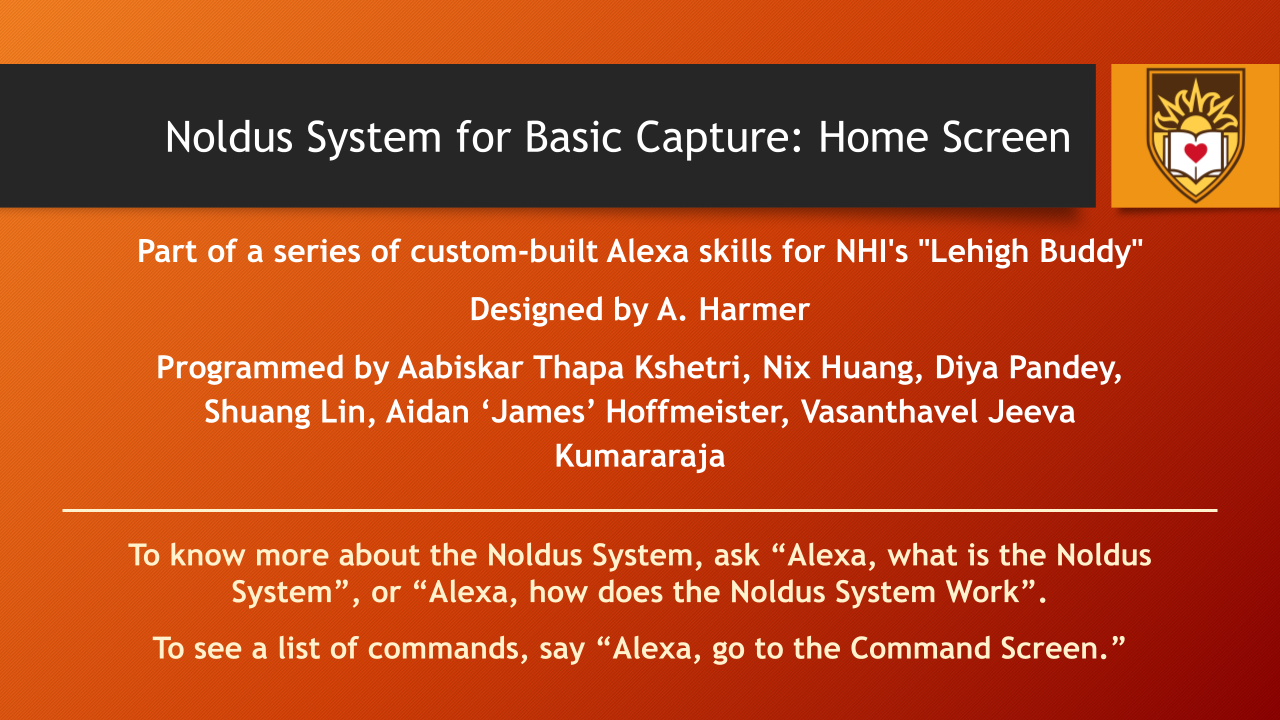 Noldus System for Basic Capture: Home Screen
Part of a series of custom-built Alexa skills for NHI's "Lehigh Buddy"
Designed by A. Harmer
Programmed by Aabiskar Thapa Kshetri, Nix Huang, Diya Pandey,
Shuang Lin, Aidan ‘James’ Hoffmeister, Vasanthavel Jeeva
Kumararaja
To know more about the Noldus System, ask “Alexa, what is the Noldus
System”, or “Alexa, how does the Noldus System Work”.
To see a list of commands, say “Alexa, go to the Command Screen.”